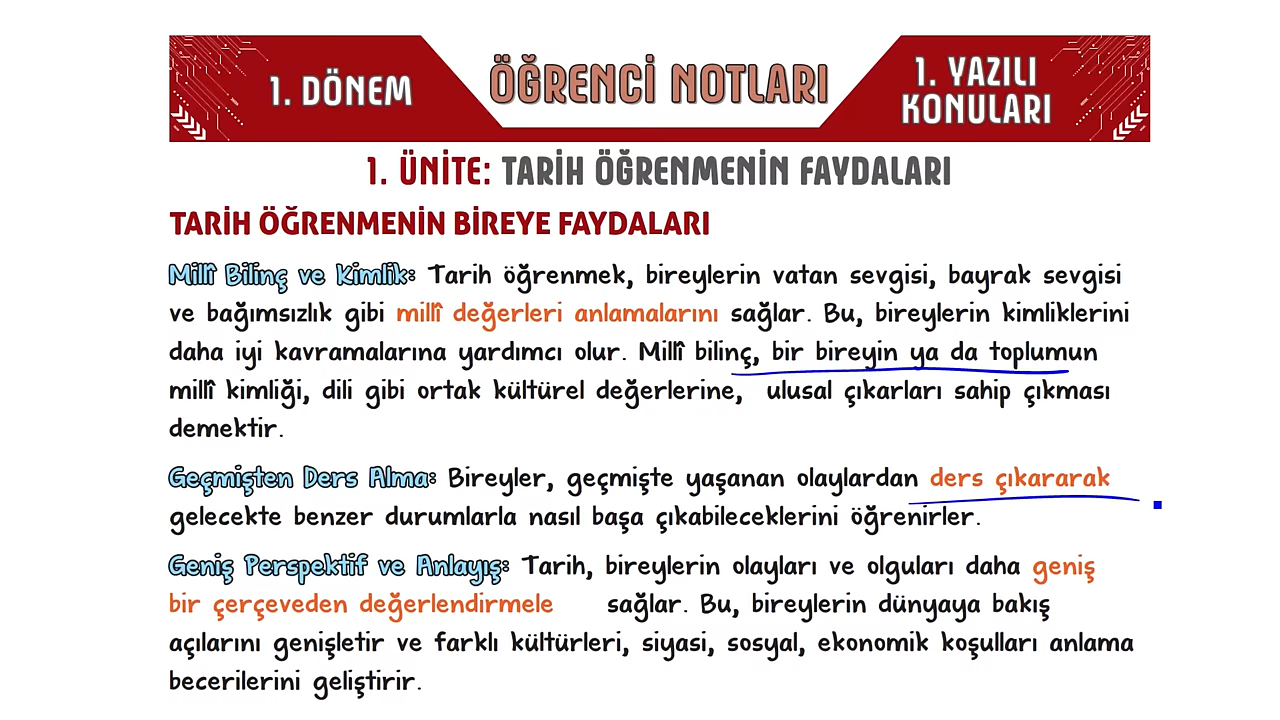 1. DÖNEM
ÖĞRENCİ NOTLARI
1. YAZILI
KONULARI
1. ÜNİTE: TARİH ÖĞRENMENİN FAYDALARI
TARİH ÖĞRENMENİN BİREYE FAYDALARI
Millî Bilinç ve Kimlik: Tarih öğrenmek, bireylerin vatan sevgisi, bayrak sevgisi
ve bağımsızlık gibi millî değerleri anlamalarını sağlar. Bu, bireylerin kimliklerini
daha iyi kavramalarına yardımcı olur. Millî bilinç, bir bireyin ya da toplumun
millî kimliği, dili gibi ortak kültürel değerlerine, ulusal çıkarları sahip çıkması
demektir.
Geçmişten Ders Alma: Bireyler, geçmişte yaşanan olaylardan ders çıkararak
gelecekte benzer durumlarla nasıl başa çıkabileceklerini öğrenirler.
Geniş Perspektif ve Anlayış: Tarih, bireylerin olayları ve olguları daha geniş
bir çerçeveden değerlendirmele sağlar. Bu, bireylerin dünyaya bakış
açılarını genişletir ve farklı kültürleri, siyasi, sosyal, ekonomik koşulları anlama
becerilerini geliştirir.